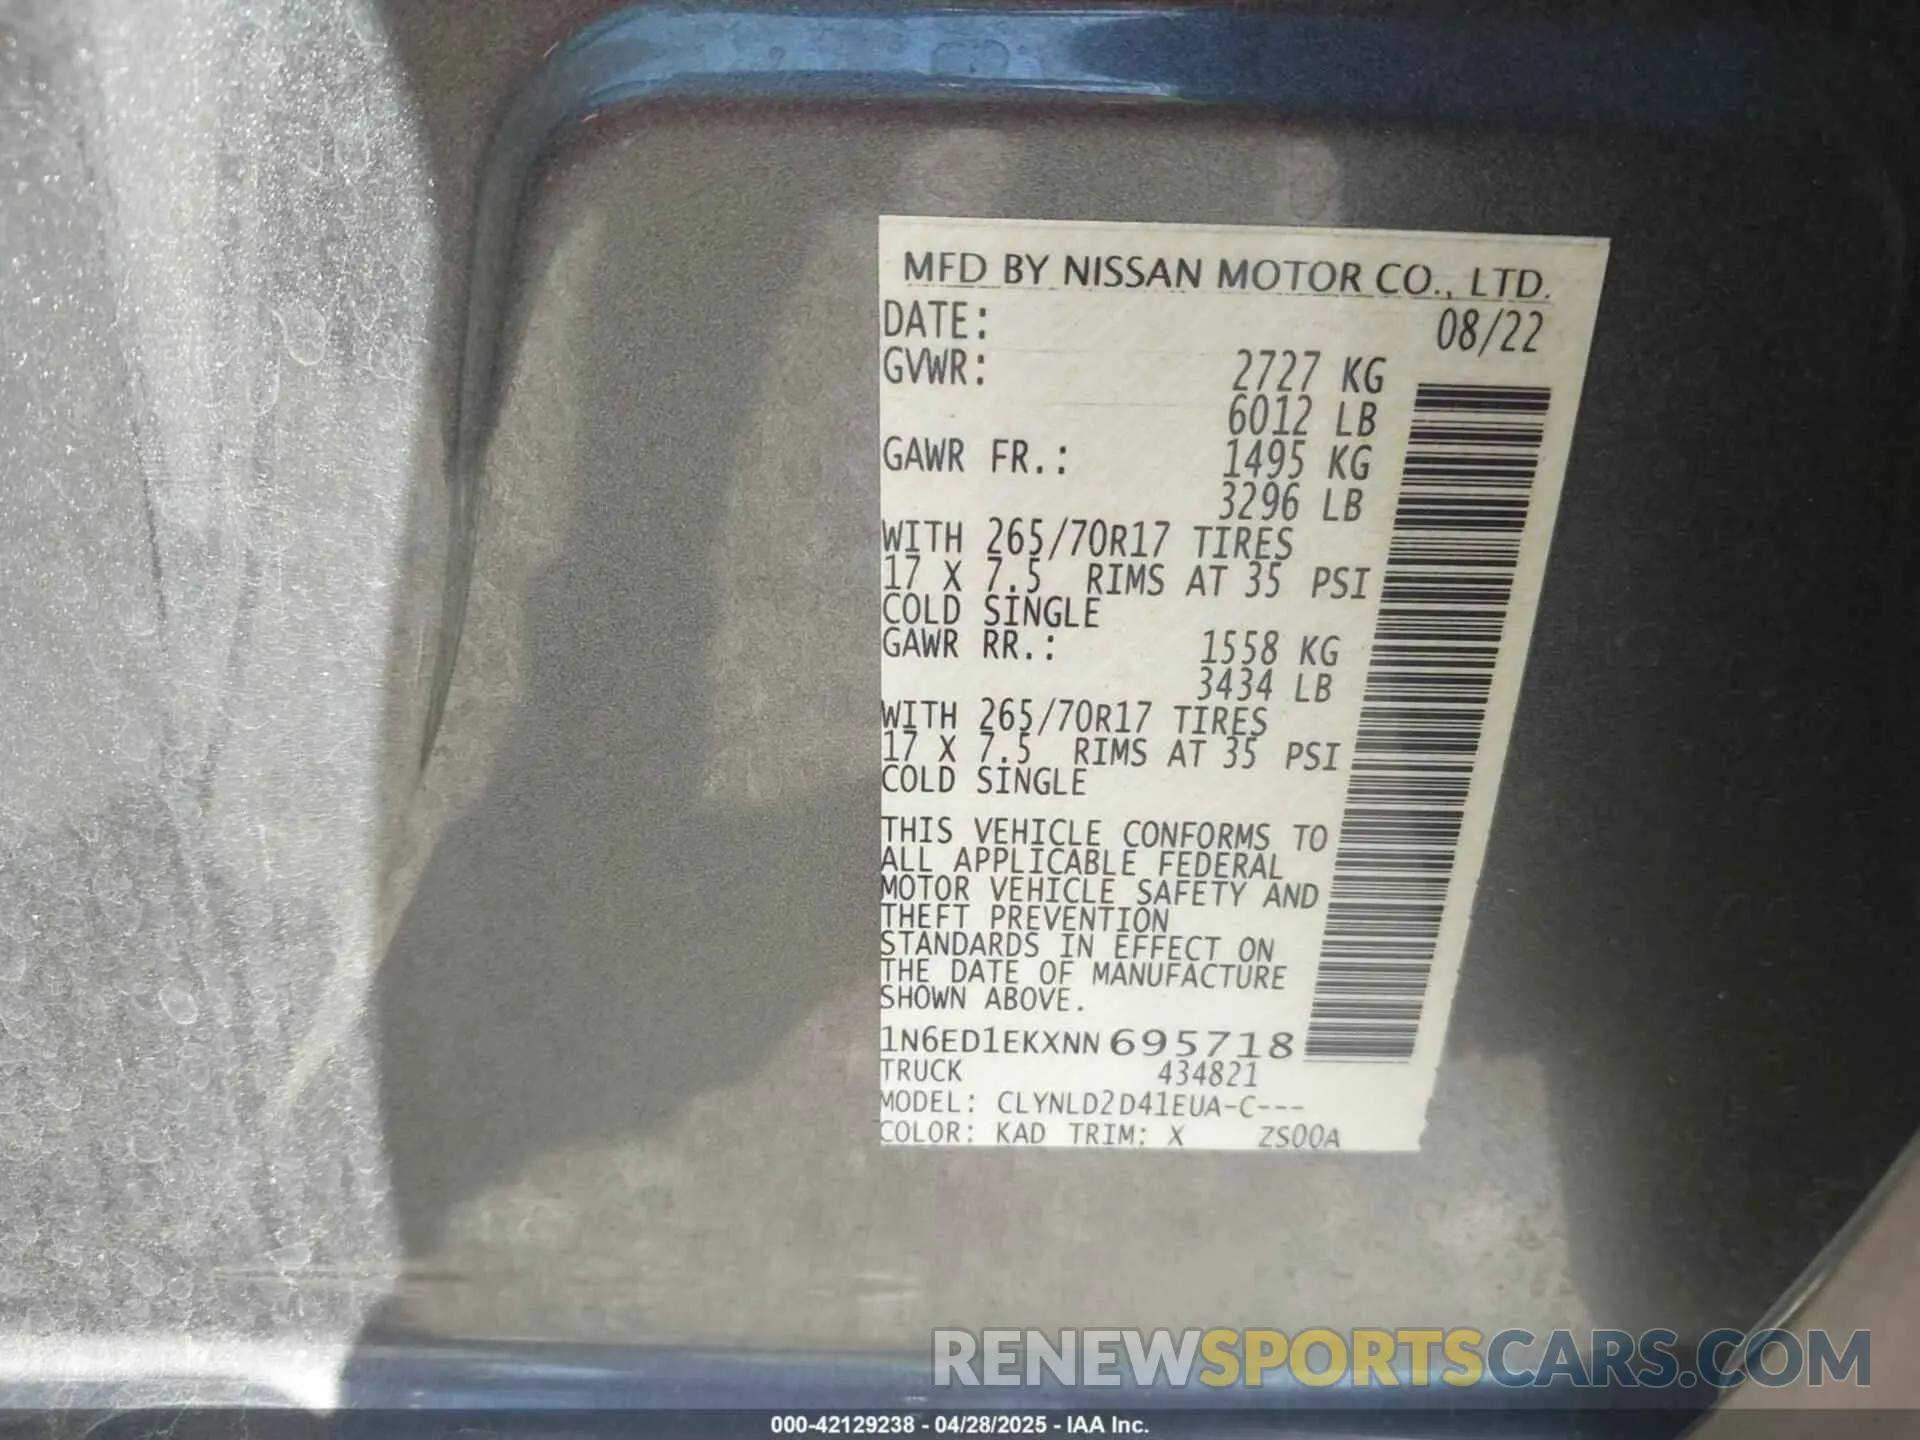 MFD BY NISSAN MOTOR CO., LTD.
DATE: 08/22
GVWR: 2727 KG
6012 LB
GAWR FR.: 1495 KG
3296 LB
WITH 265/70R17 TIRES
17 X 7.5 RIMS AT 35 PSI
COLD SINGLE
GAWR RR.: 1558 KG
3434 LB
WITH 265/70R17 TIRES
17 X 7.5 RIMS AT 35 PSI
COLD SINGLE
THIS VEHICLE CONFORMS TO
ALL APPLICABLE FEDERAL
MOTOR VEHICLE SAFETY AND
THEFT PREVENTION
STANDARDS IN EFFECT ON
THE DATE OF MANUFACTURE
SHOWN ABOVE.
1N6ED1EKXNN695718
TRUCK 434821
MODEL: CLYNLD2D41EUA-C---
COLOR: KAD TRIM: X ZS00A
RENEWSPORTSCARS.COM
000-42129238 - 04/28/2025 - IAA Inc.